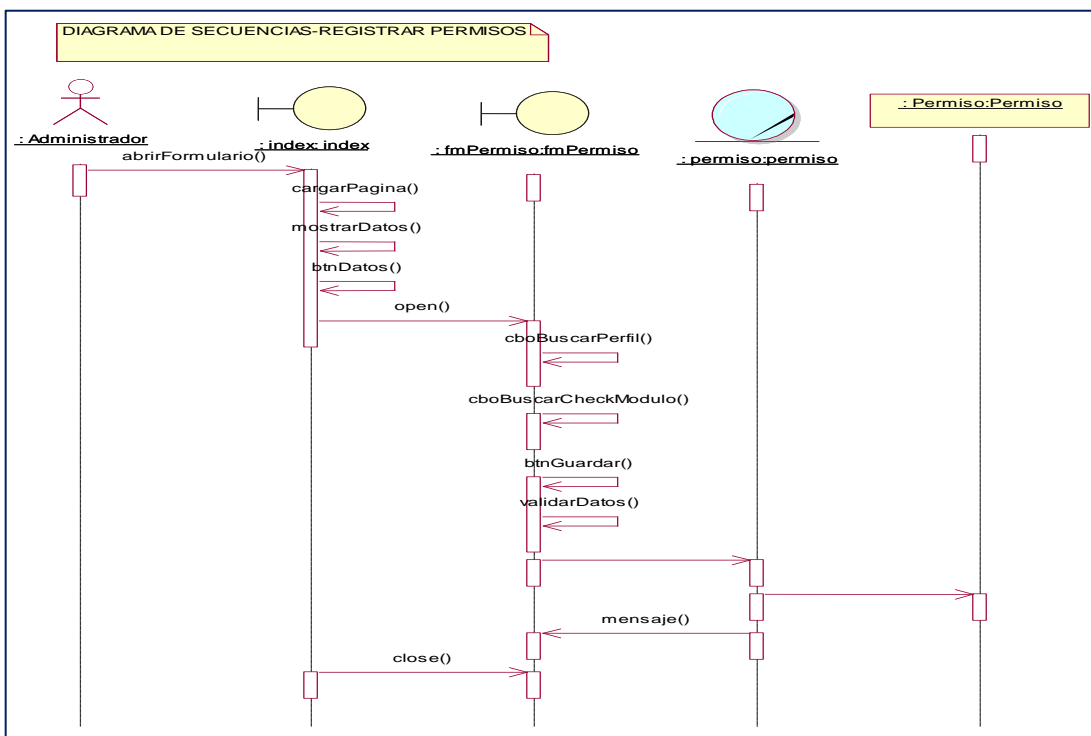 DIAGRAMA DE SECUENCIAS-REGISTRAR PERMISOS
: Administrador
: index: index
: fmPermiso:fmPermiso
: permiso:permiso
: Permiso:Permiso
abrirFormulario()
cargarPagina()
mostrarDatos()
btnDatos()
open()
cboBuscarPerfil()
cboBuscarCheckModulo()
btnGuardar()
validarDatos()
mensaje()
close()